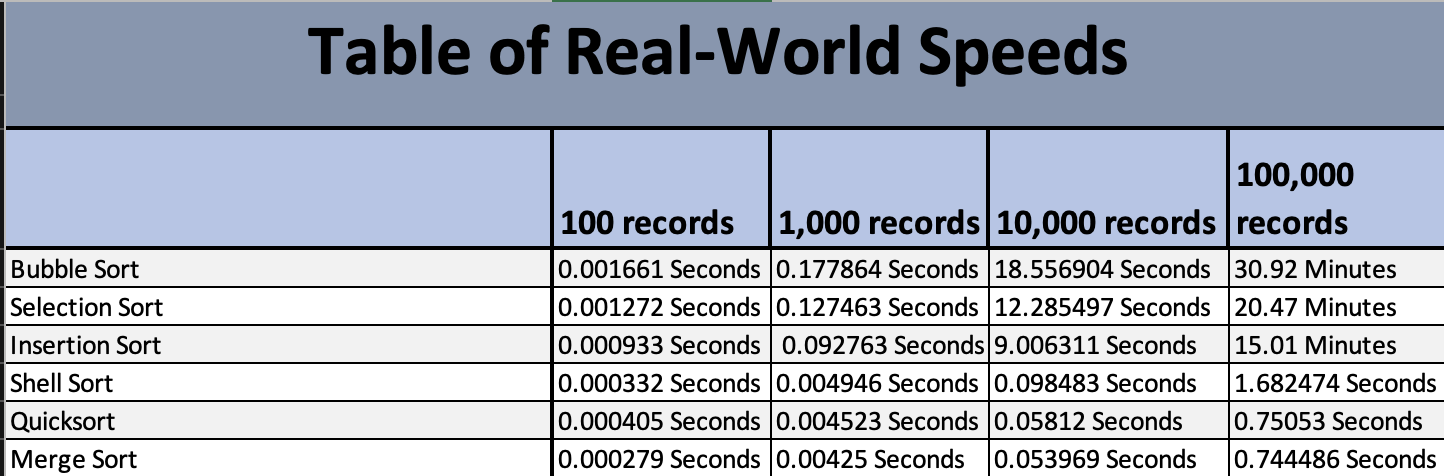 Table of Real-World Speeds
100 records 1,000 records 10,000 records 100,000 records
Bubble Sort 0.001661 Seconds 0.177864 Seconds 18.556904 Seconds 30.92 Minutes
Selection Sort 0.001272 Seconds 0.127463 Seconds 12.285497 Seconds 20.47 Minutes
Insertion Sort 0.000933 Seconds 0.092763 Seconds 9.006311 Seconds 15.01 Minutes
Shell Sort 0.000332 Seconds 0.004946 Seconds 0.098483 Seconds 1.682474 Seconds
Quicksort 0.000405 Seconds 0.004523 Seconds 0.05812 Seconds 0.75053 Seconds
Merge Sort 0.000279 Seconds 0.00425 Seconds 0.053969 Seconds 0.744486 Seconds